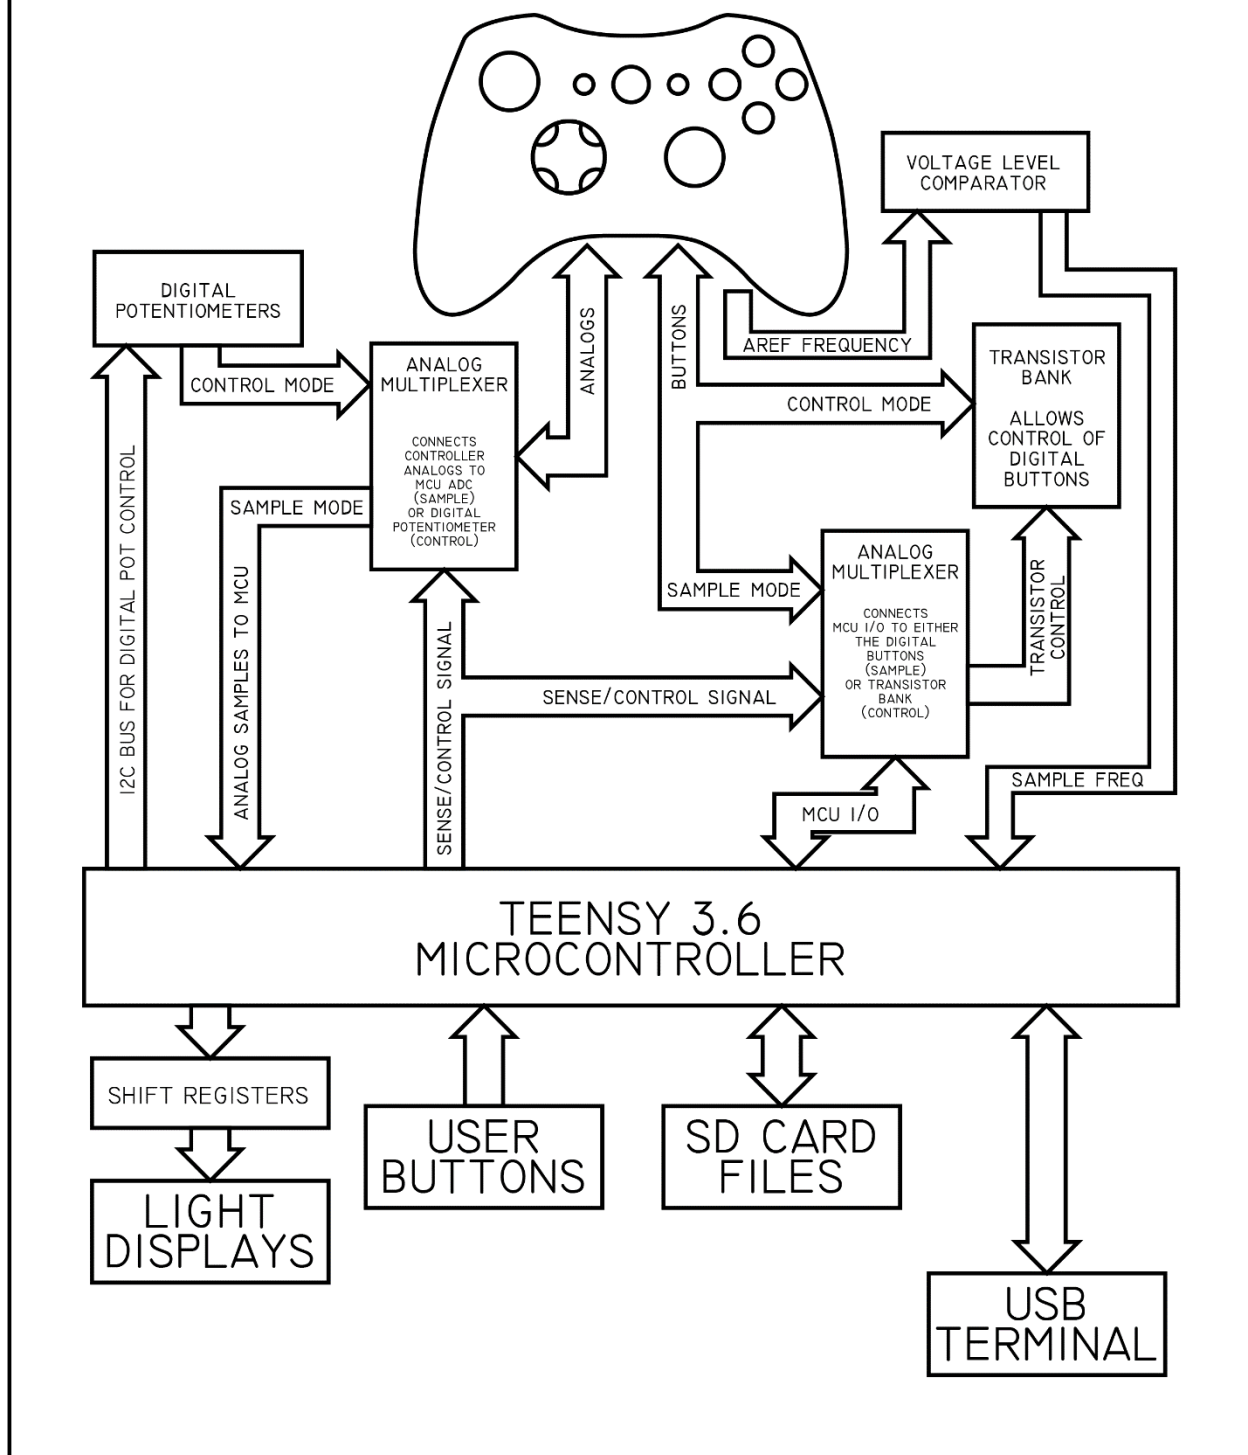 VOLTAGE LEVEL
COMPARATOR
DIGITAL
POTENTIOMETERS
CONTROL MODE
ANALOG
MULTIPLEXER
CONNECTS
CONTROLLER
ANALOGS TO
MCU ADC
(SAMPLE)
OR DIGITAL
POTENTIOMETER
(CONTROL)
ANALOGS
BUTTONS
AREF FREQUENCY
CONTROL MODE
TRANSISTOR
BANK
ALLOWS
CONTROL OF
DIGITAL
BUTTONS
SAMPLE MODE
SAMPLE MODE
ANALOG
MULTIPLEXER
CONNECTS
MCU I/O TO EITHER
THE DIGITAL
BUTTONS
(SAMPLE)
OR TRANSISTOR
BANK
(CONTROL)
TRANSISTOR
CONTROL
I2C BUS FOR DIGITAL POT CONTROL
ANALOG SAMPLES TO MCU
SENSE/CONTROL SIGNAL
SENSE/CONTROL SIGNAL
MCU I/O
SAMPLE FREQ
TEENSY 3.6
MICROCONTROLLER
SHIFT REGISTERS
LIGHT
DISPLAYS
USER
BUTTONS
SD CARD
FILES
USB
TERMINAL